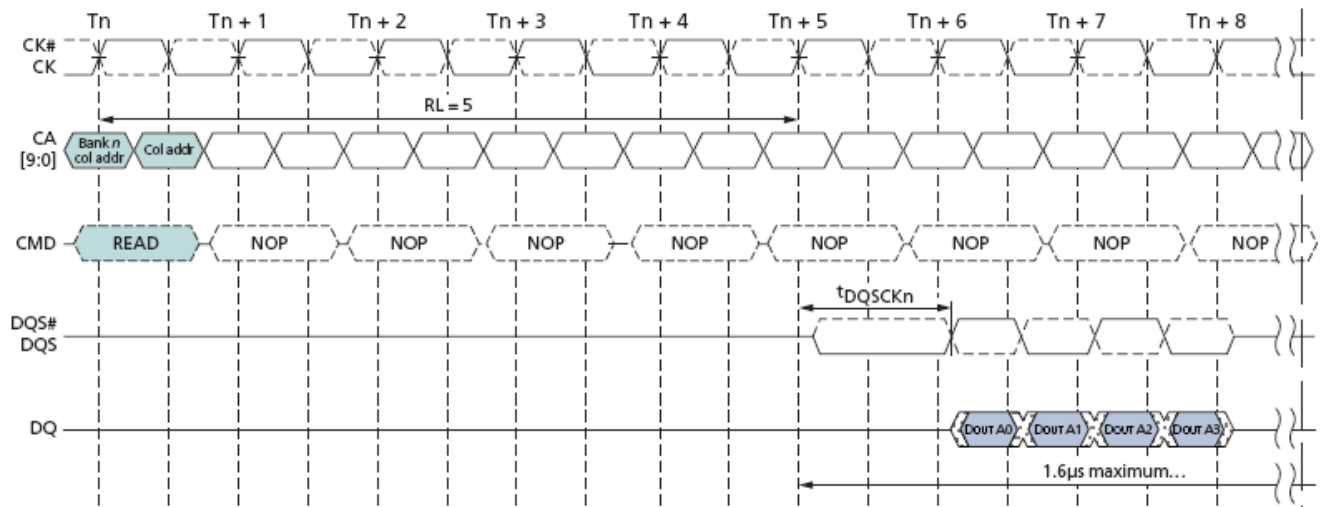 Tn Tn + 1 Tn + 2 Tn + 3 Tn + 4 Tn + 5 Tn + 6 Tn + 7 Tn + 8
CK#
CK
RL = 5
CA
[9:0]
Bank n
col addr
Col addr
CMD READ NOP NOP NOP NOP NOP NOP NOP NOP
tDQSCKn
DQS#
DQS
DQ DOUT A0 DOUT A1 DOUT A2 DOUT A3
1.6µs maximum...